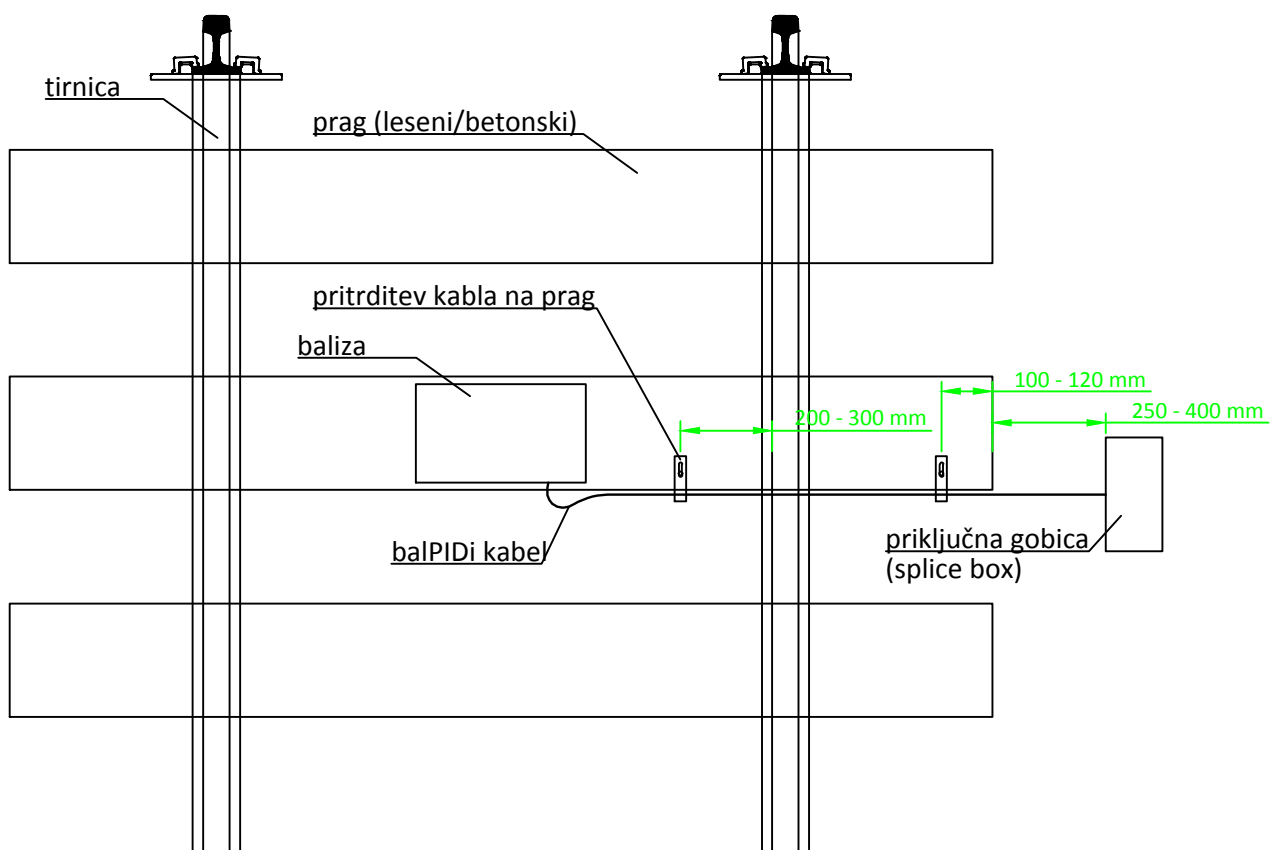 tirnica
prag (leseni/betonski)
pritrditev kabla na prag
baliza
100 - 120 mm
200 - 300 mm
250 - 400 mm
balPIDi kabel
priključna gobica
(splice box)